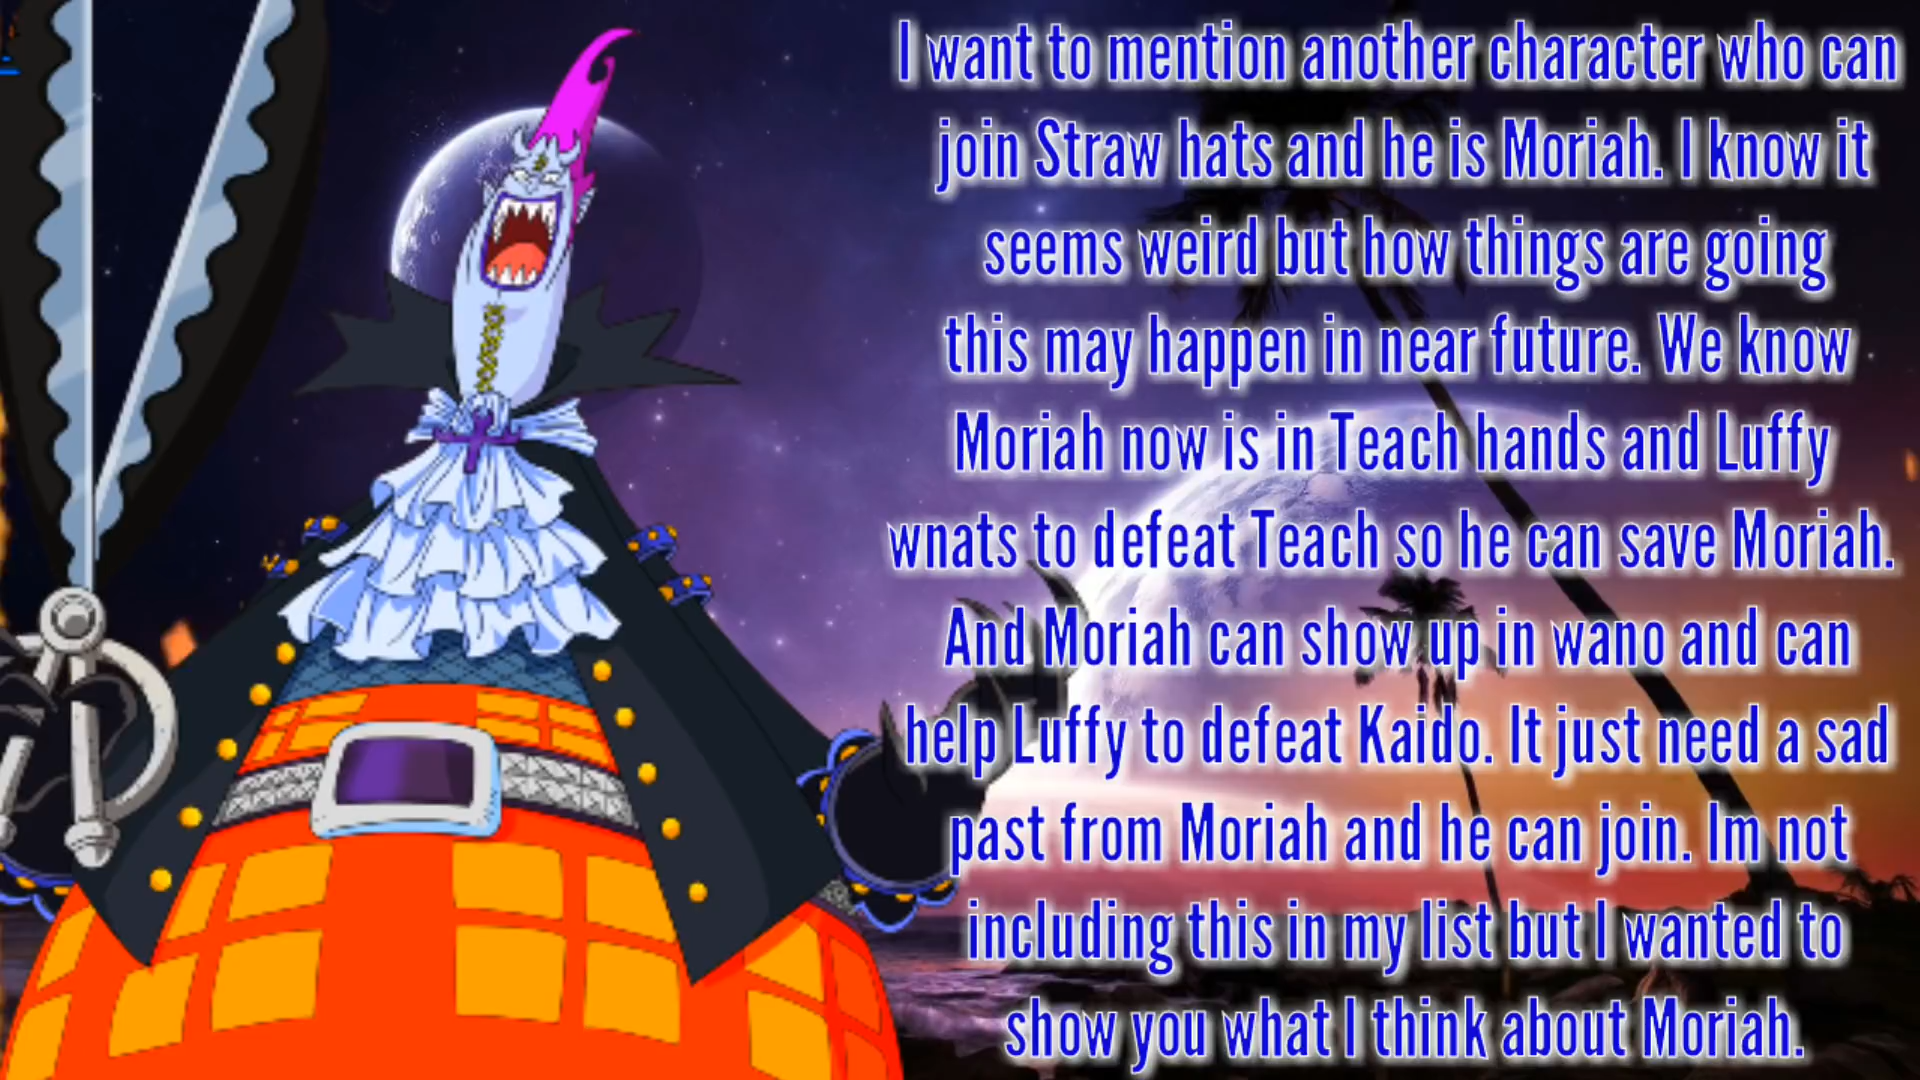 I want to mention another character who can
join Straw hats and he is Moriah. I know it
seems weird but how things are going
this may happen in near future. We know
Moriah now is in Teach hands and Luffy
wnats to defeat Teach so he can save Moriah.
And Moriah can show up in wano and can
help Luffy to defeat Kaido. It just need a sad
past from Moriah and he can join. Im not
including this in my list but I wanted to
show you what I think about Moriah.